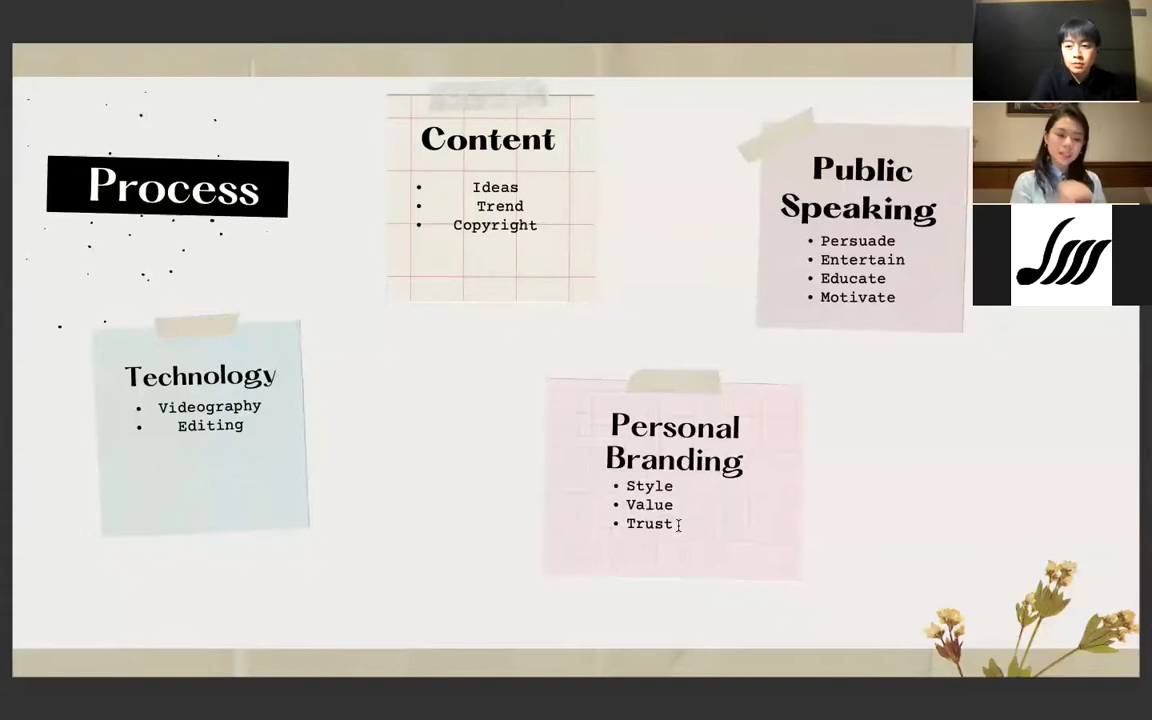 Process
Content
Ideas
Trend
Copyright
Public
Speaking
• Persuade
• Entertain
• Educate
• Motivate
Technology
• Videography
• Editing
Personal
Branding
• Style
• Value
• Trust